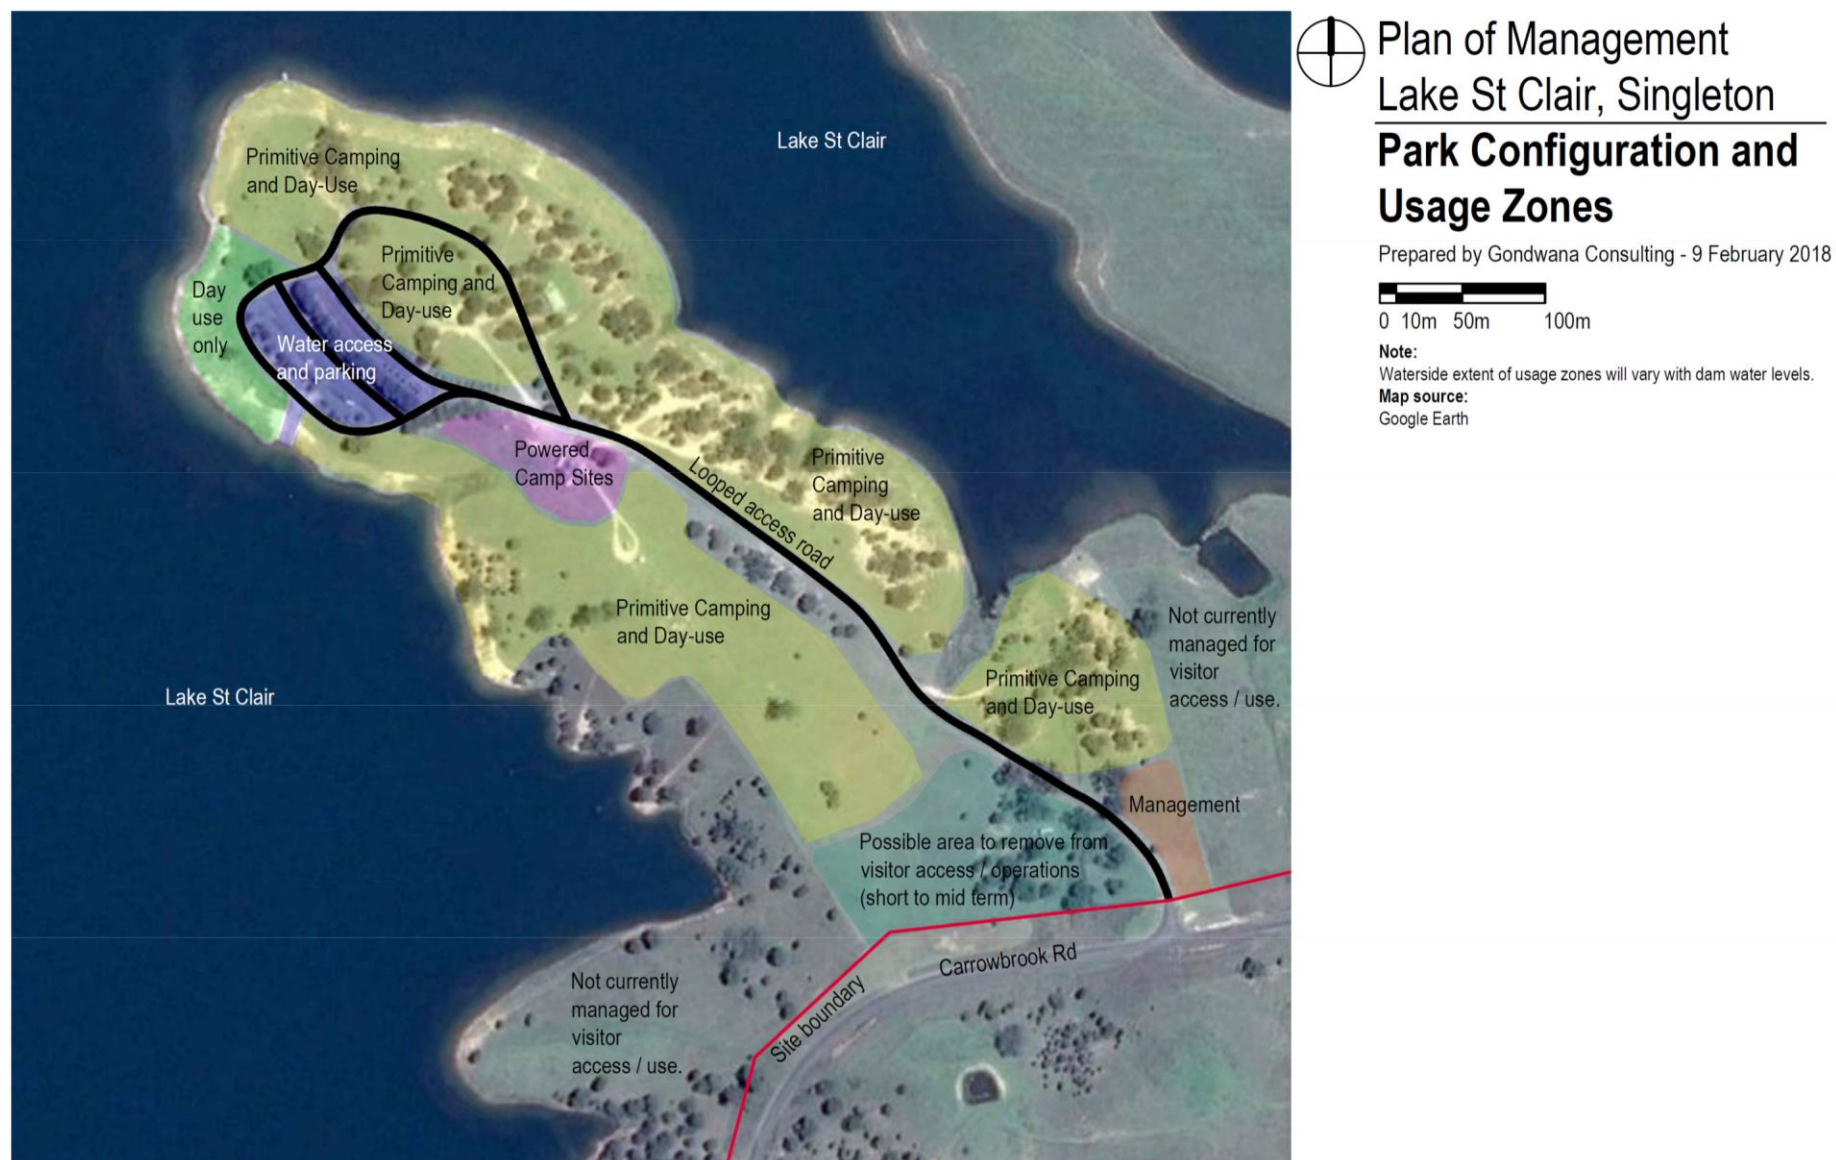 Plan of Management
Lake St Clair, Singleton
Park Configuration and
Usage Zones
Prepared by Gondwana Consulting - 9 February 2018
0 10m 50m 100m
Note:
Waterside extent of usage zones will vary with dam water levels.
Map source:
Google Earth
Lake St Clair
Primitive Camping
and Day-Use
Primitive
Camping and
Day-use
Day
use
only
Water access
and parking
Powered
Camp Sites
Looped access road
Primitive
Camping
and Day-use
Primitive Camping
and Day-use
Not currently
managed for
visitor
access / use.
Primitive Camping
and Day-use
Lake St Clair
Management
Possible area to remove from
visitor access / operations
(short to mid term)
Carrowbrook Rd
Site boundary
Not currently
managed for
visitor
access / use.